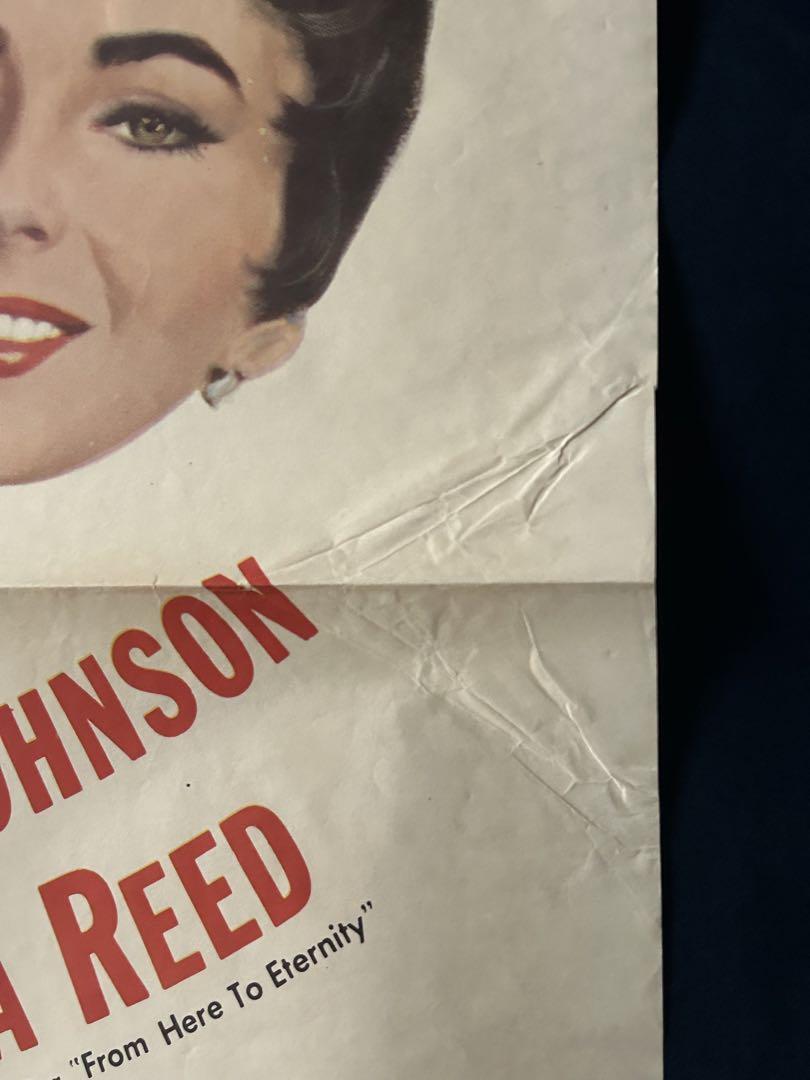 OHNSON
A REED
"From Here To Eternity"